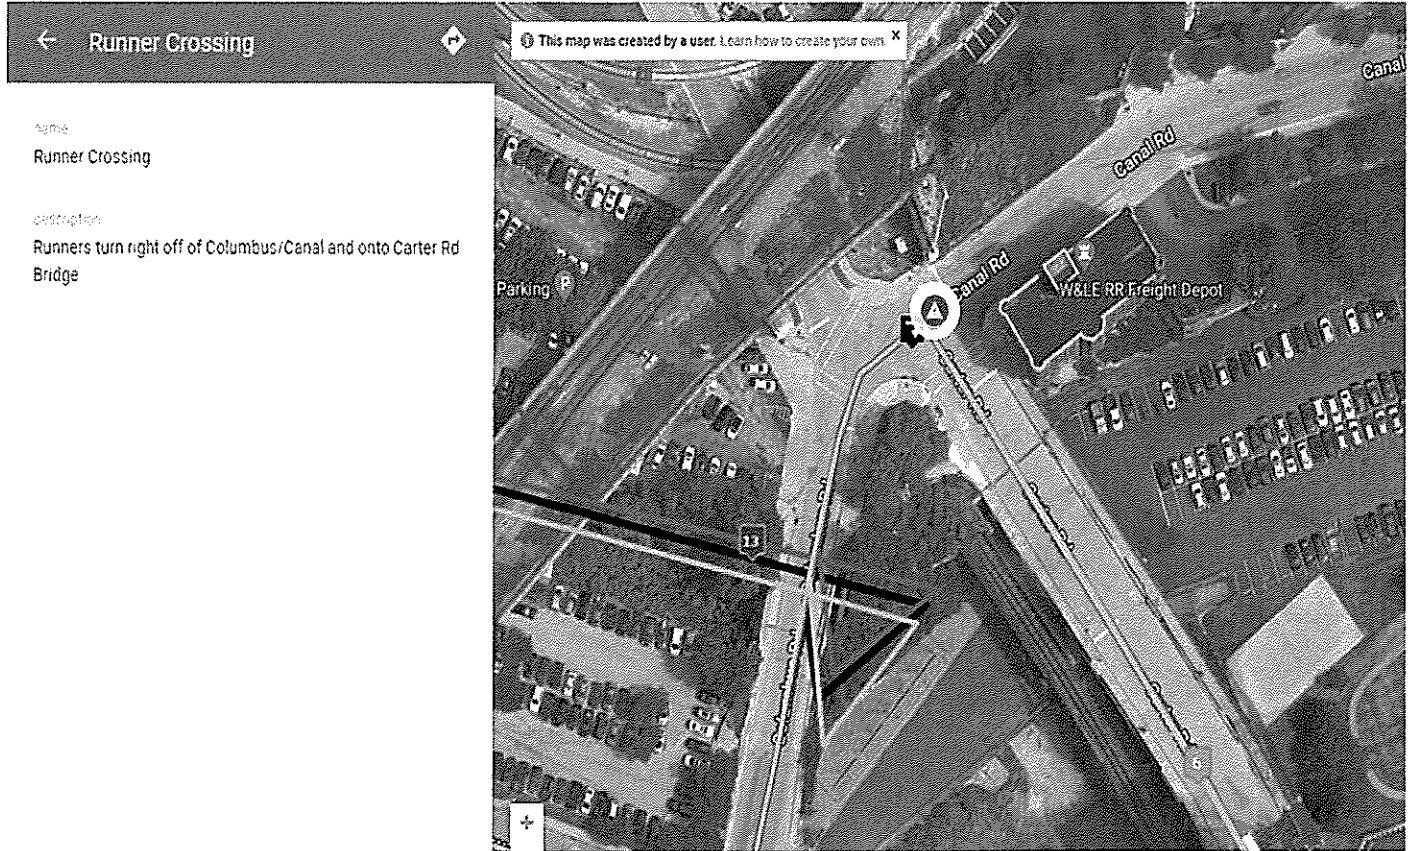 Runner Crossing
name
Runner Crossing
description
Runners turn right off of Columbus/Canal and onto Carter Rd
Bridge
This map was created by a user. Learn how to create your own. x
Canal
Canal Rd
Canal Rd
W&LE RR Freight Depot
Parking P
13
Columbus Rd
6